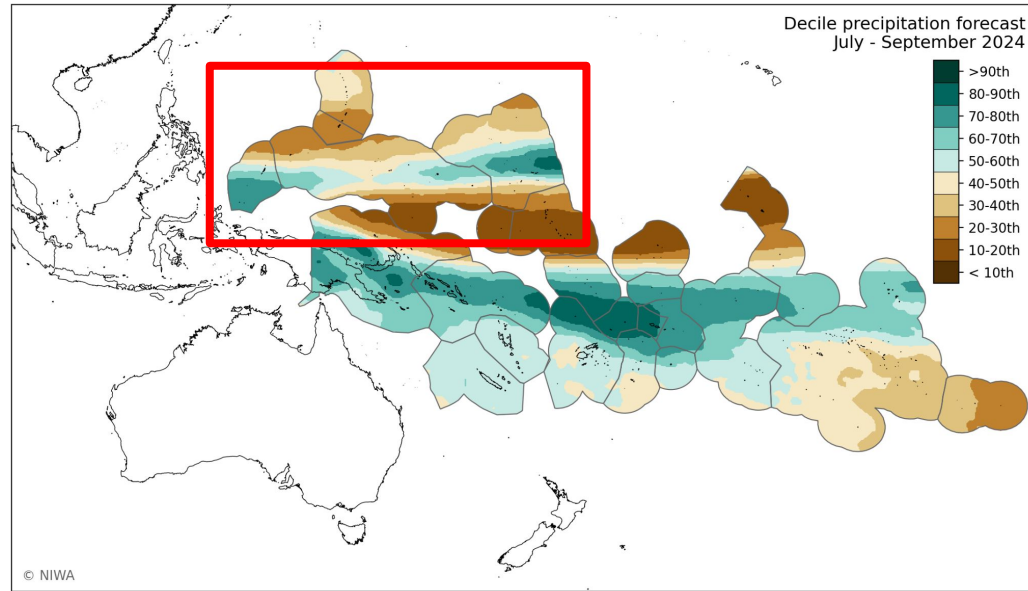 Decile precipitation forecast
July - September 2024
>90th
80-90th
70-80th
60-70th
50-60th
40-50th
30-40th
20-30th
10-20th
< 10th
© NIWA